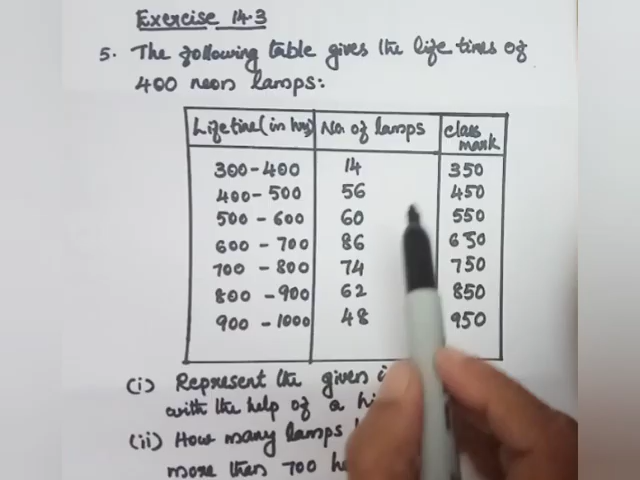 Exercise 14.3
5. The following table gives the life times of
400 neon lamps:
Life time (in hrs) No. of lamps class mark
300-400 14 350
400-500 56 450
500-600 60 550
600-700 86 650
700-800 74 750
800-900 62 850
900-1000 48 950
(i) Represent the given
with the help of a
(ii) How many lamps
more than 700